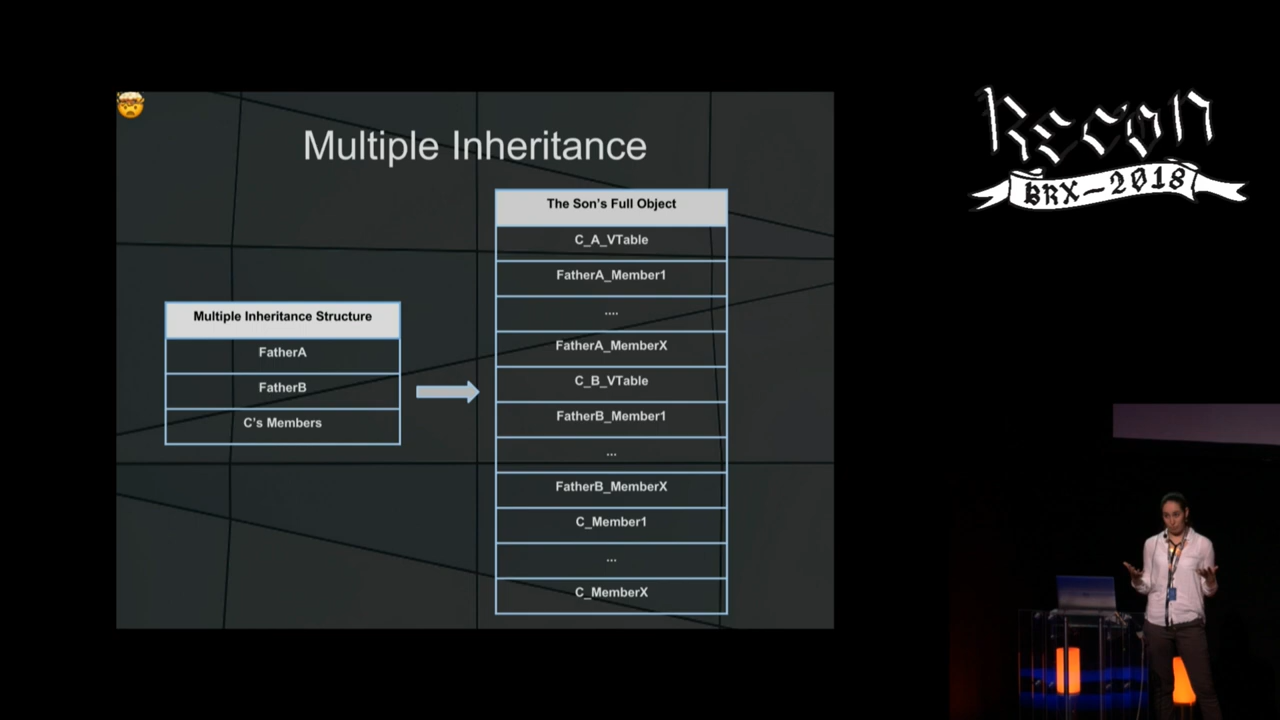 Multiple Inheritance
Multiple Inheritance Structure
FatherA
FatherB
C's Members
The Son's Full Object
C_A_VTable
FatherA_Member1
....
FatherA_MemberX
C_B_VTable
FatherB_Member1
...
FatherB_MemberX
C_Member1
...
C_MemberX
Recon
BRX-2018